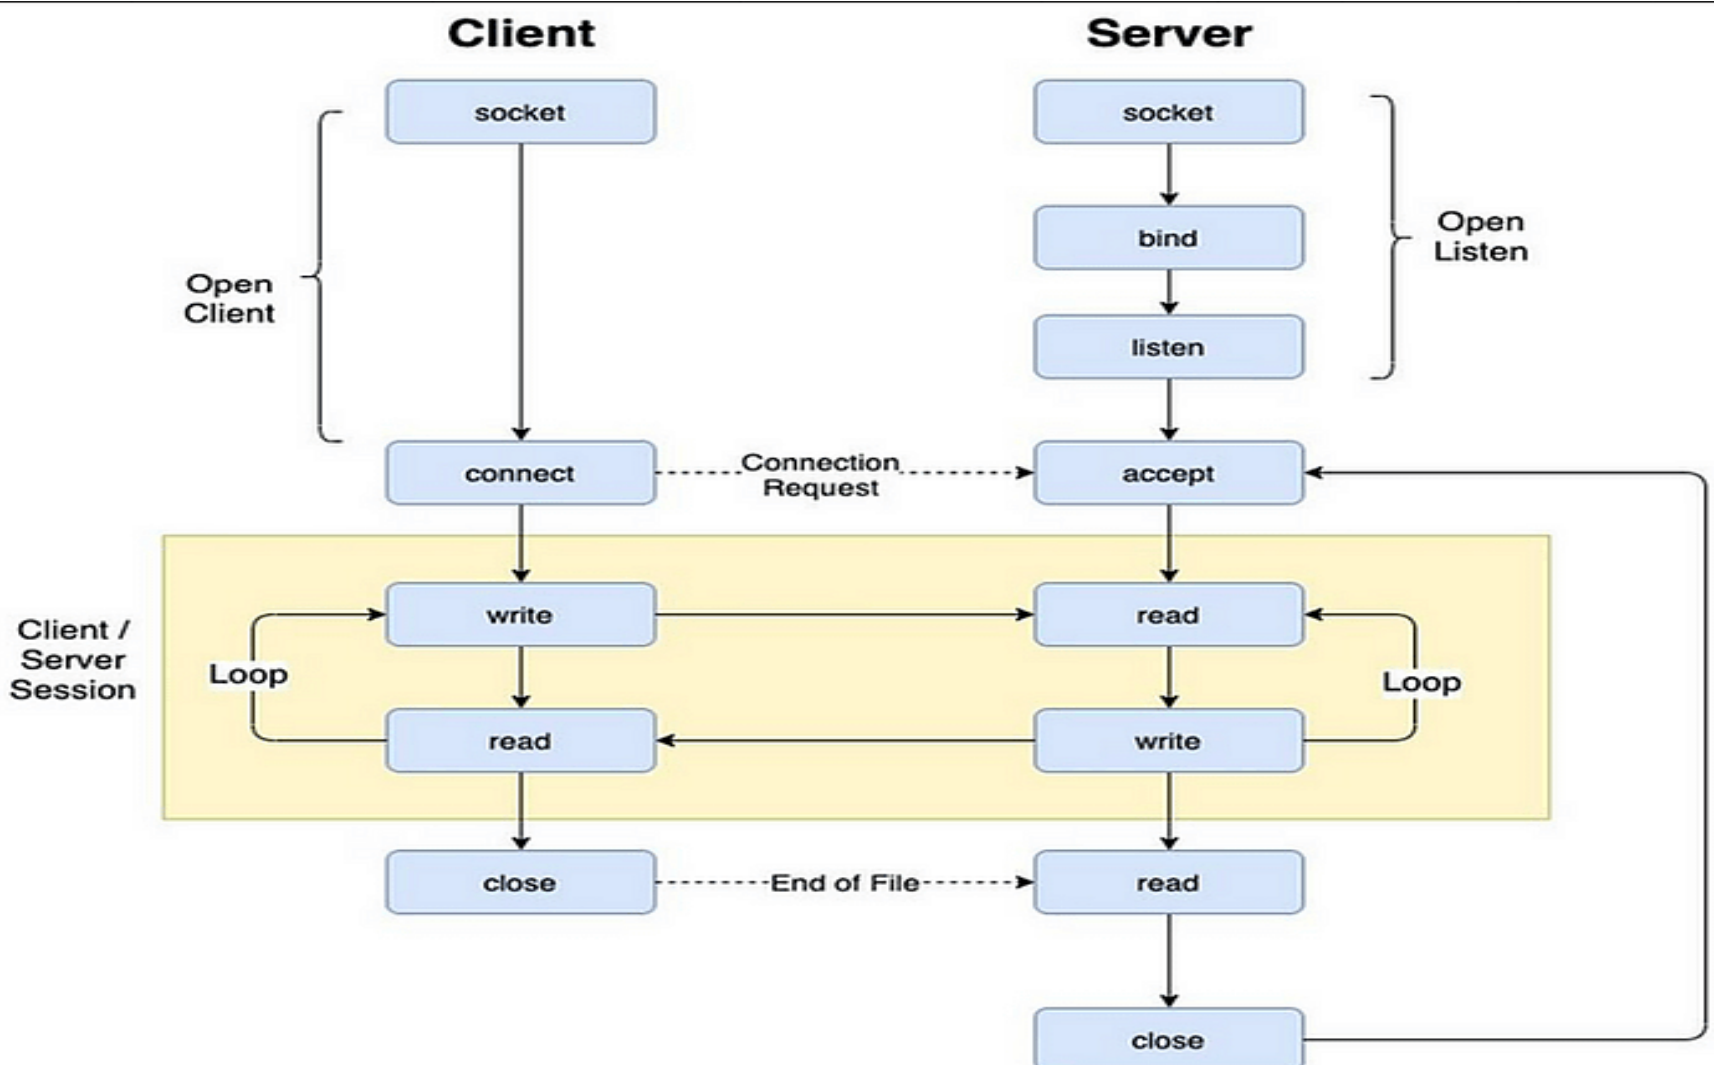 Client
Server
socket
socket
bind
Open
Listen
Open
Client
listen
connect
Connection
Request
accept
write
read
Client /
Server
Session
Loop
Loop
read
write
close
End of File
read
close